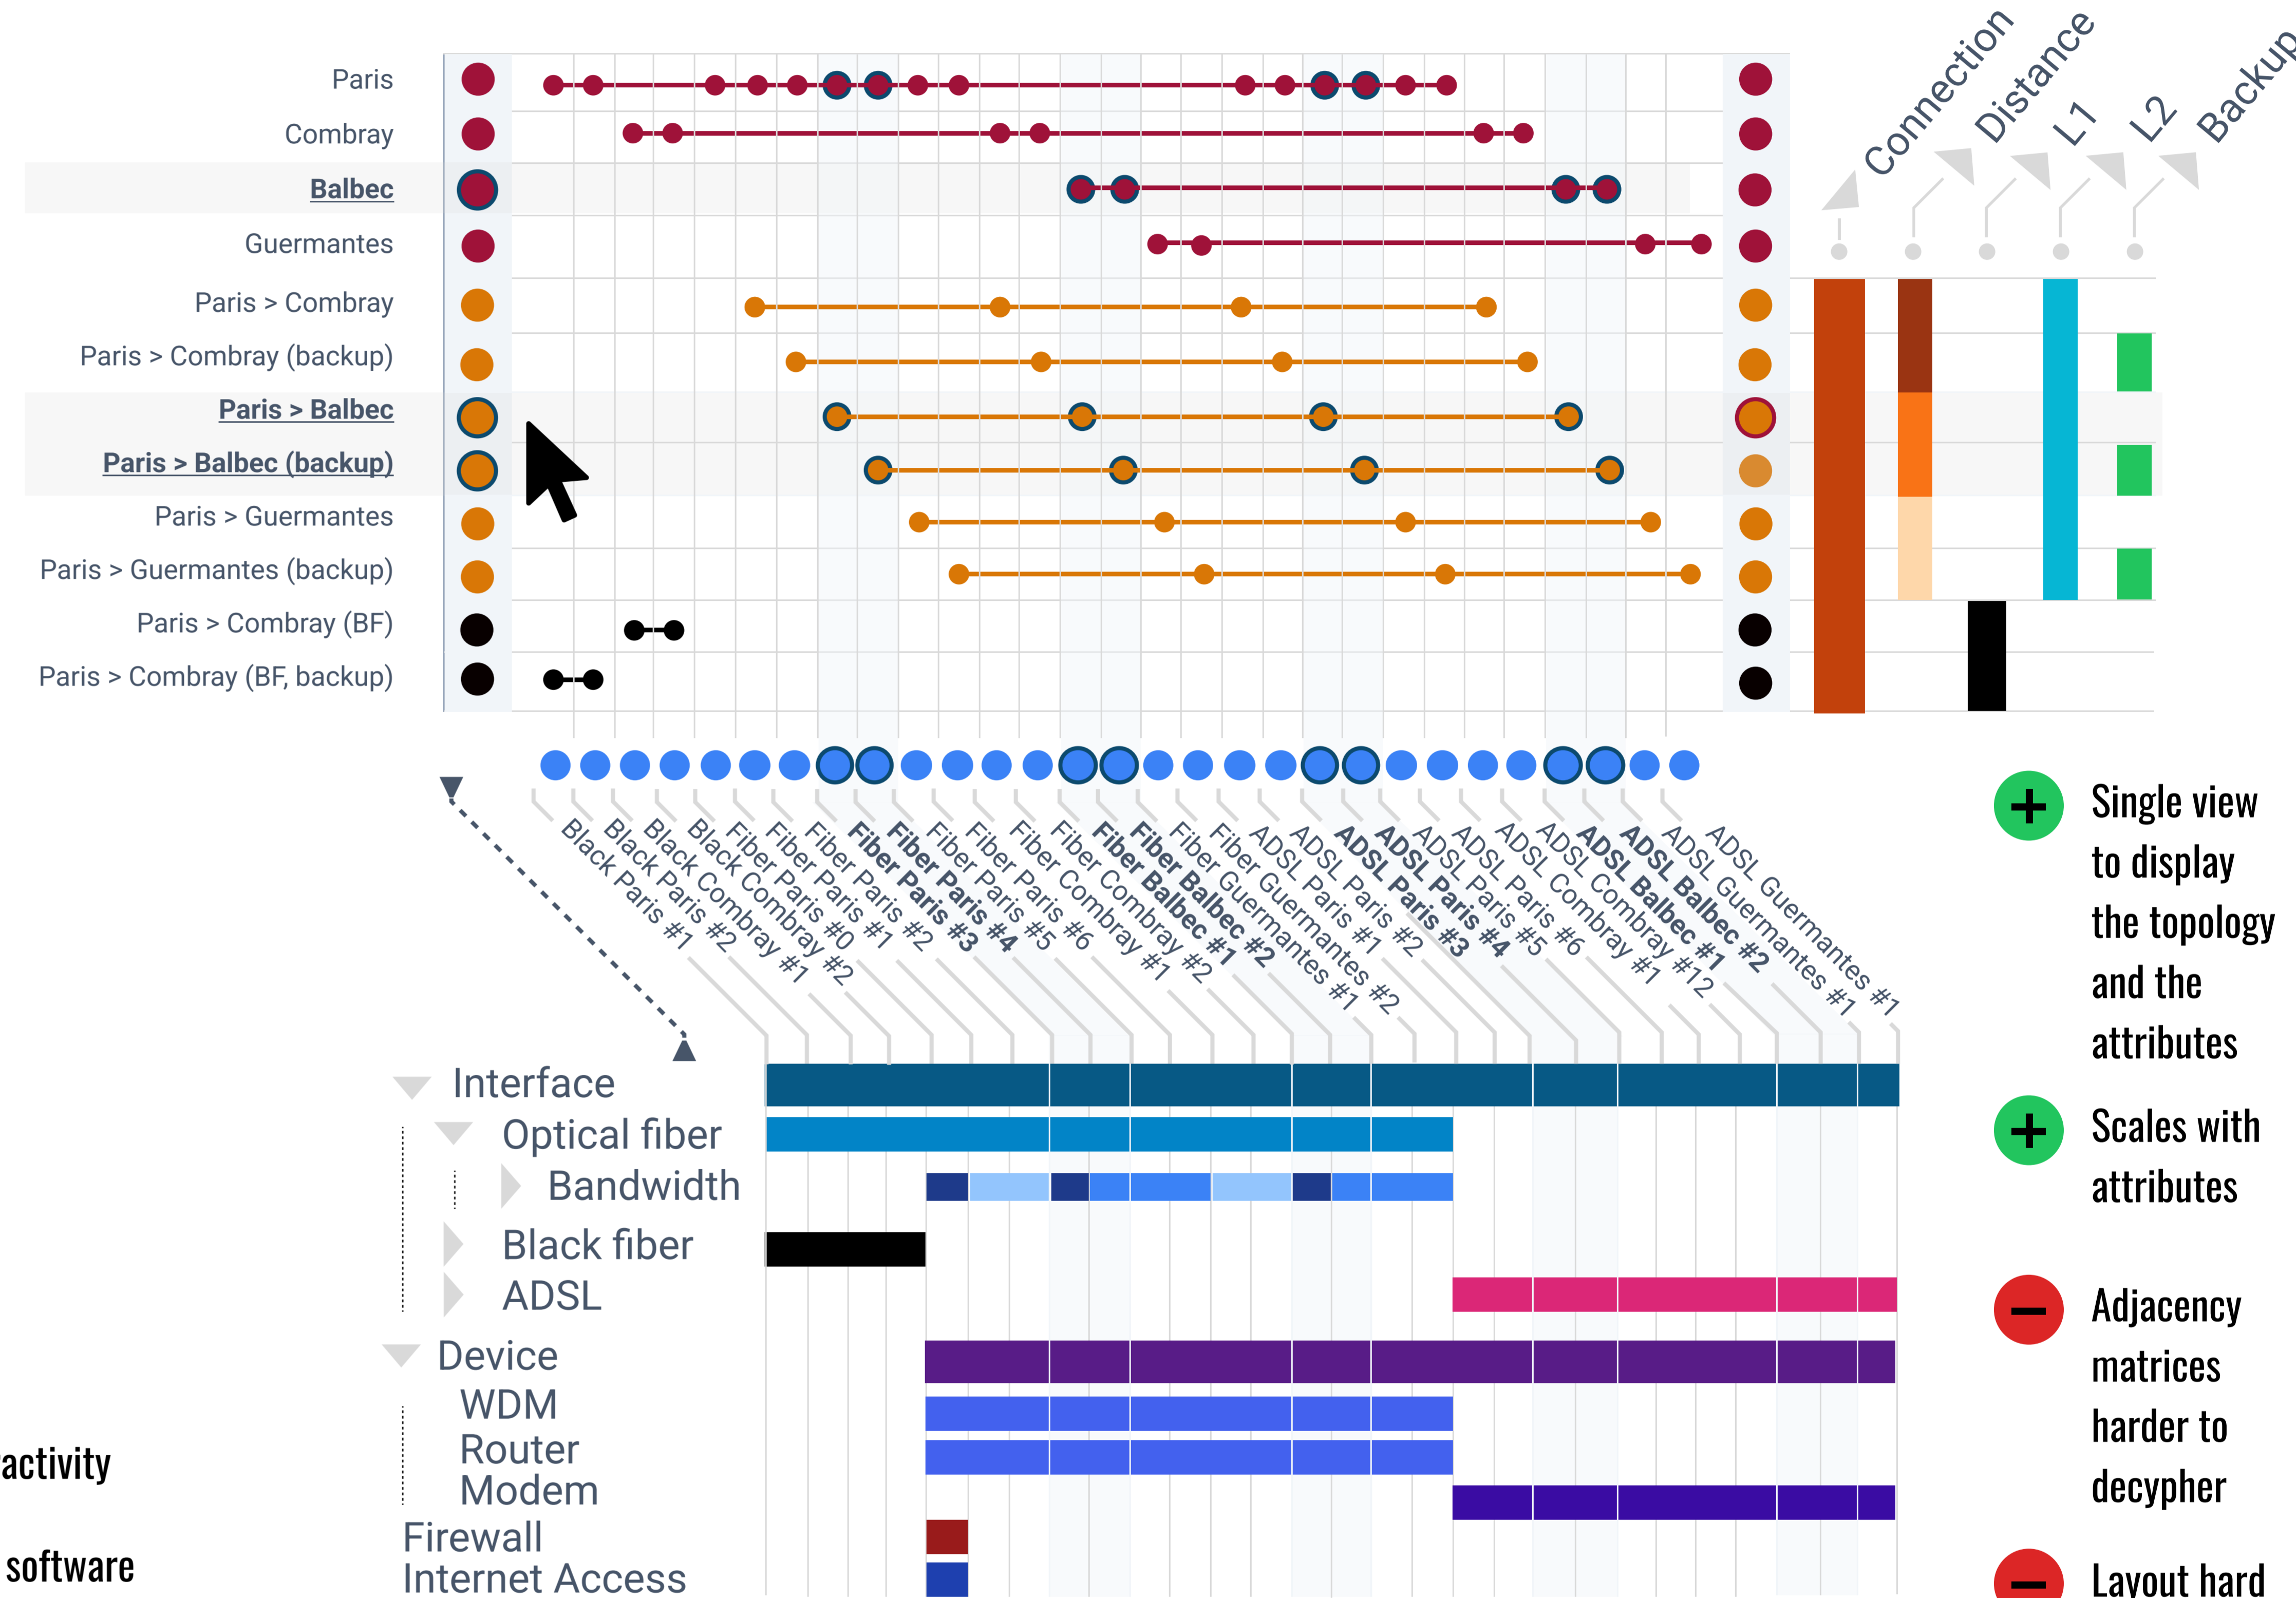 Paris
Combray
Balbec
Guermantes
Paris > Combray
Paris > Combray (backup)
Paris > Balbec
Paris > Balbec (backup)
Paris > Guermantes
Paris > Guermantes (backup)
Paris > Combray (BF)
Paris > Combray (BF, backup)
Connection
Distance
L1
L2
Backup
Black Paris #1
Black Paris #2
Black Combray #1
Black Combray #2
Fiber Paris #0
Fiber Paris #1
Fiber Paris #2
Fiber Paris #3
Fiber Paris #4
Fiber Paris #5
Fiber Paris #6
Fiber Combray #1
Fiber Combray #2
Fiber Balbec #1
Fiber Balbec #2
Fiber Guermantes #1
Fiber Guermantes #2
ADSL Paris #1
ADSL Paris #2
ADSL Paris #3
ADSL Paris #4
ADSL Paris #5
ADSL Paris #6
ADSL Combray #1
ADSL Combray #12
ADSL Balbec #1
ADSL Balbec #2
ADSL Guermantes #1
ADSL Guermantes #1
Interface
Optical fiber
Bandwidth
Black fiber
ADSL
Device
WDM
Router
Modem
Firewall
Internet Access
+ Single view
to display
the topology
and the
attributes
+ Scales with
attributes
− Adjacency
matrices
harder to
decypher
− Layout hard
activity
software